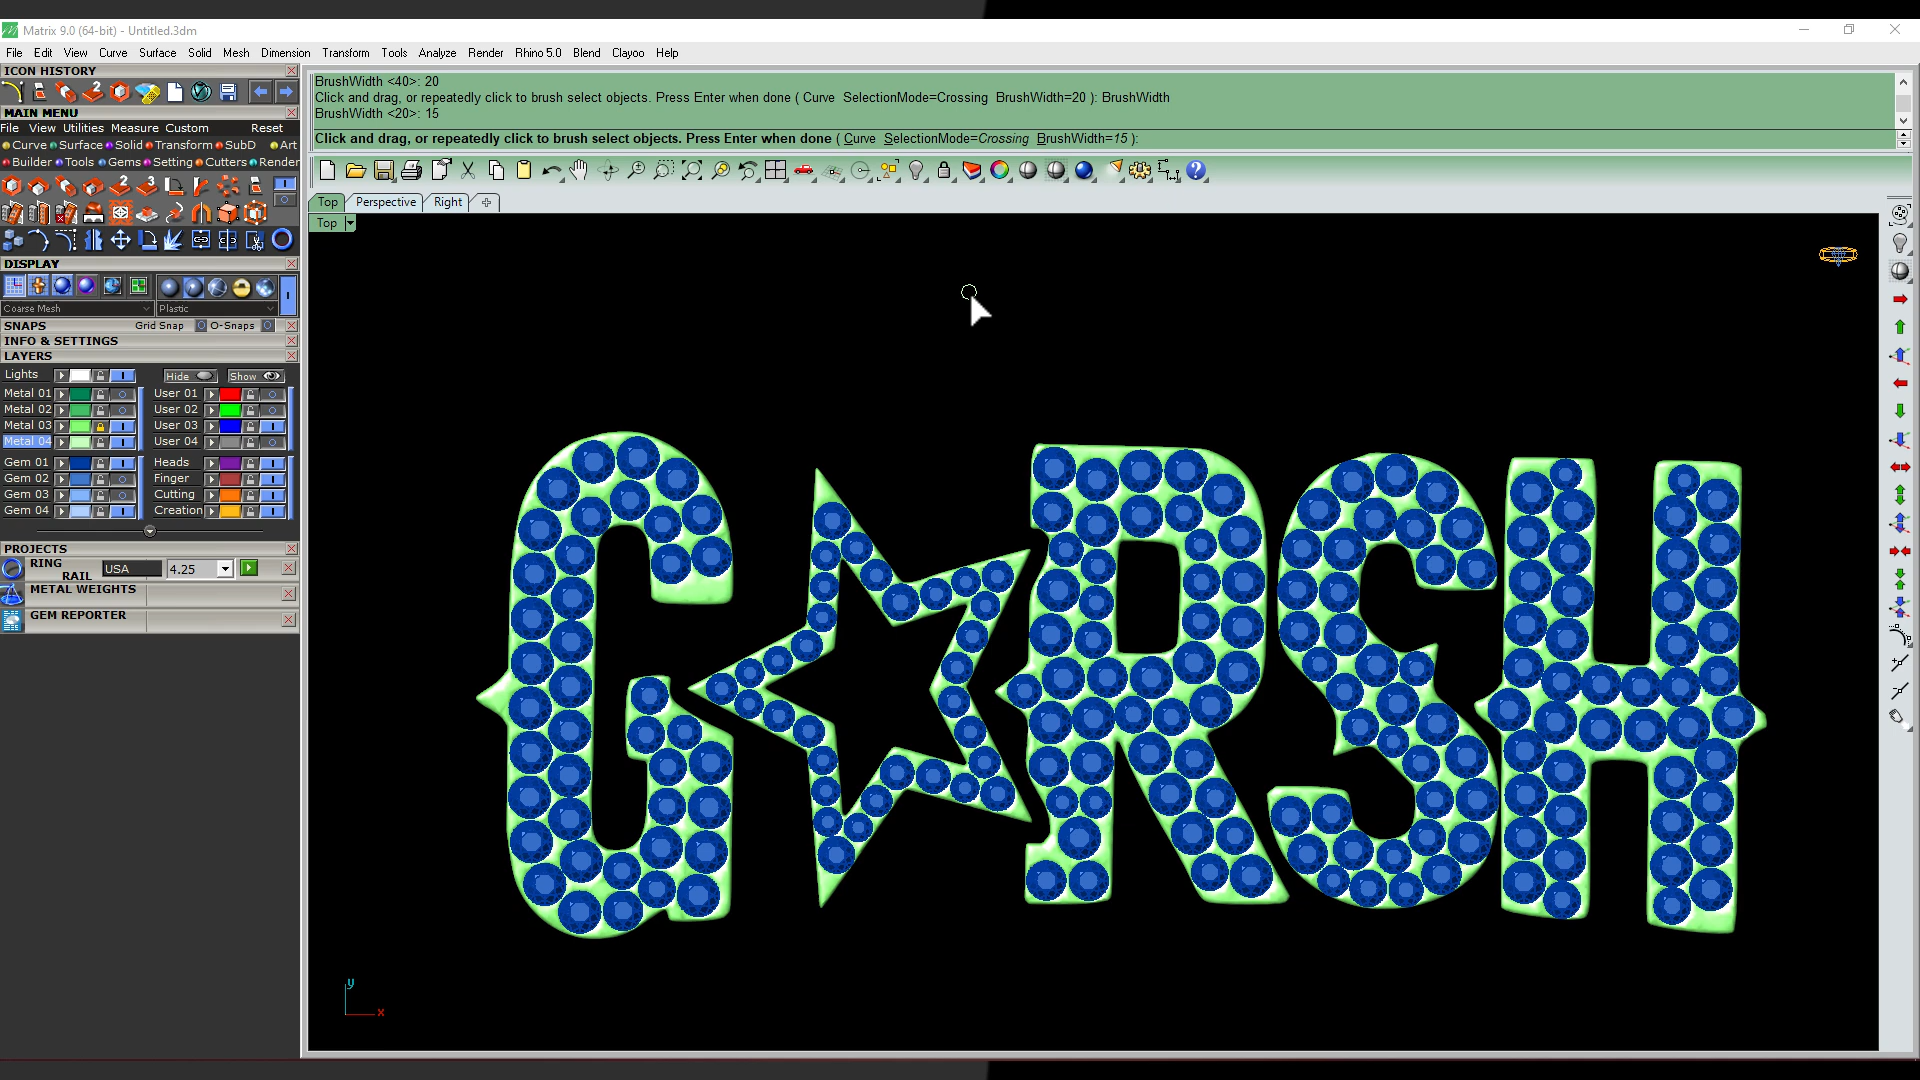 Matrix 9.0 (64-bit) - Untitled.3dm
File Edit View Curve Surface Solid Mesh Dimension Transform Tools Analyze Render Rhino 5.0 Blend Clayoo Help
ICON HISTORY
MAIN MENU
File View Utilities Measure Custom Reset
Curve Surface Solid Transform SubD Art
Builder Tools Gems Setting Cutters Render
DISPLAY
Coarse Mesh Plastic
SNAPS Grid Snap O-Snaps
INFO & SETTINGS
LAYERS
Lights Hide Show
Metal 01 User 01
Metal 02 User 02
Metal 03 User 03
Metal 04 User 04
Gem 01 Heads
Gem 02 Finger
Gem 03 Cutting
Gem 04 Creation
PROJECTS
RING RAIL USA 4.25
METAL WEIGHTS
GEM REPORTER
BrushWidth <40>: 20
Click and drag, or repeatedly click to brush select objects. Press Enter when done ( Curve SelectionMode=Crossing BrushWidth=20 ): BrushWidth
BrushWidth <20>: 15
Click and drag, or repeatedly click to brush select objects. Press Enter when done ( Curve SelectionMode=Crossing BrushWidth=15 ):
Top Perspective Right
Top
G RSH
y
x